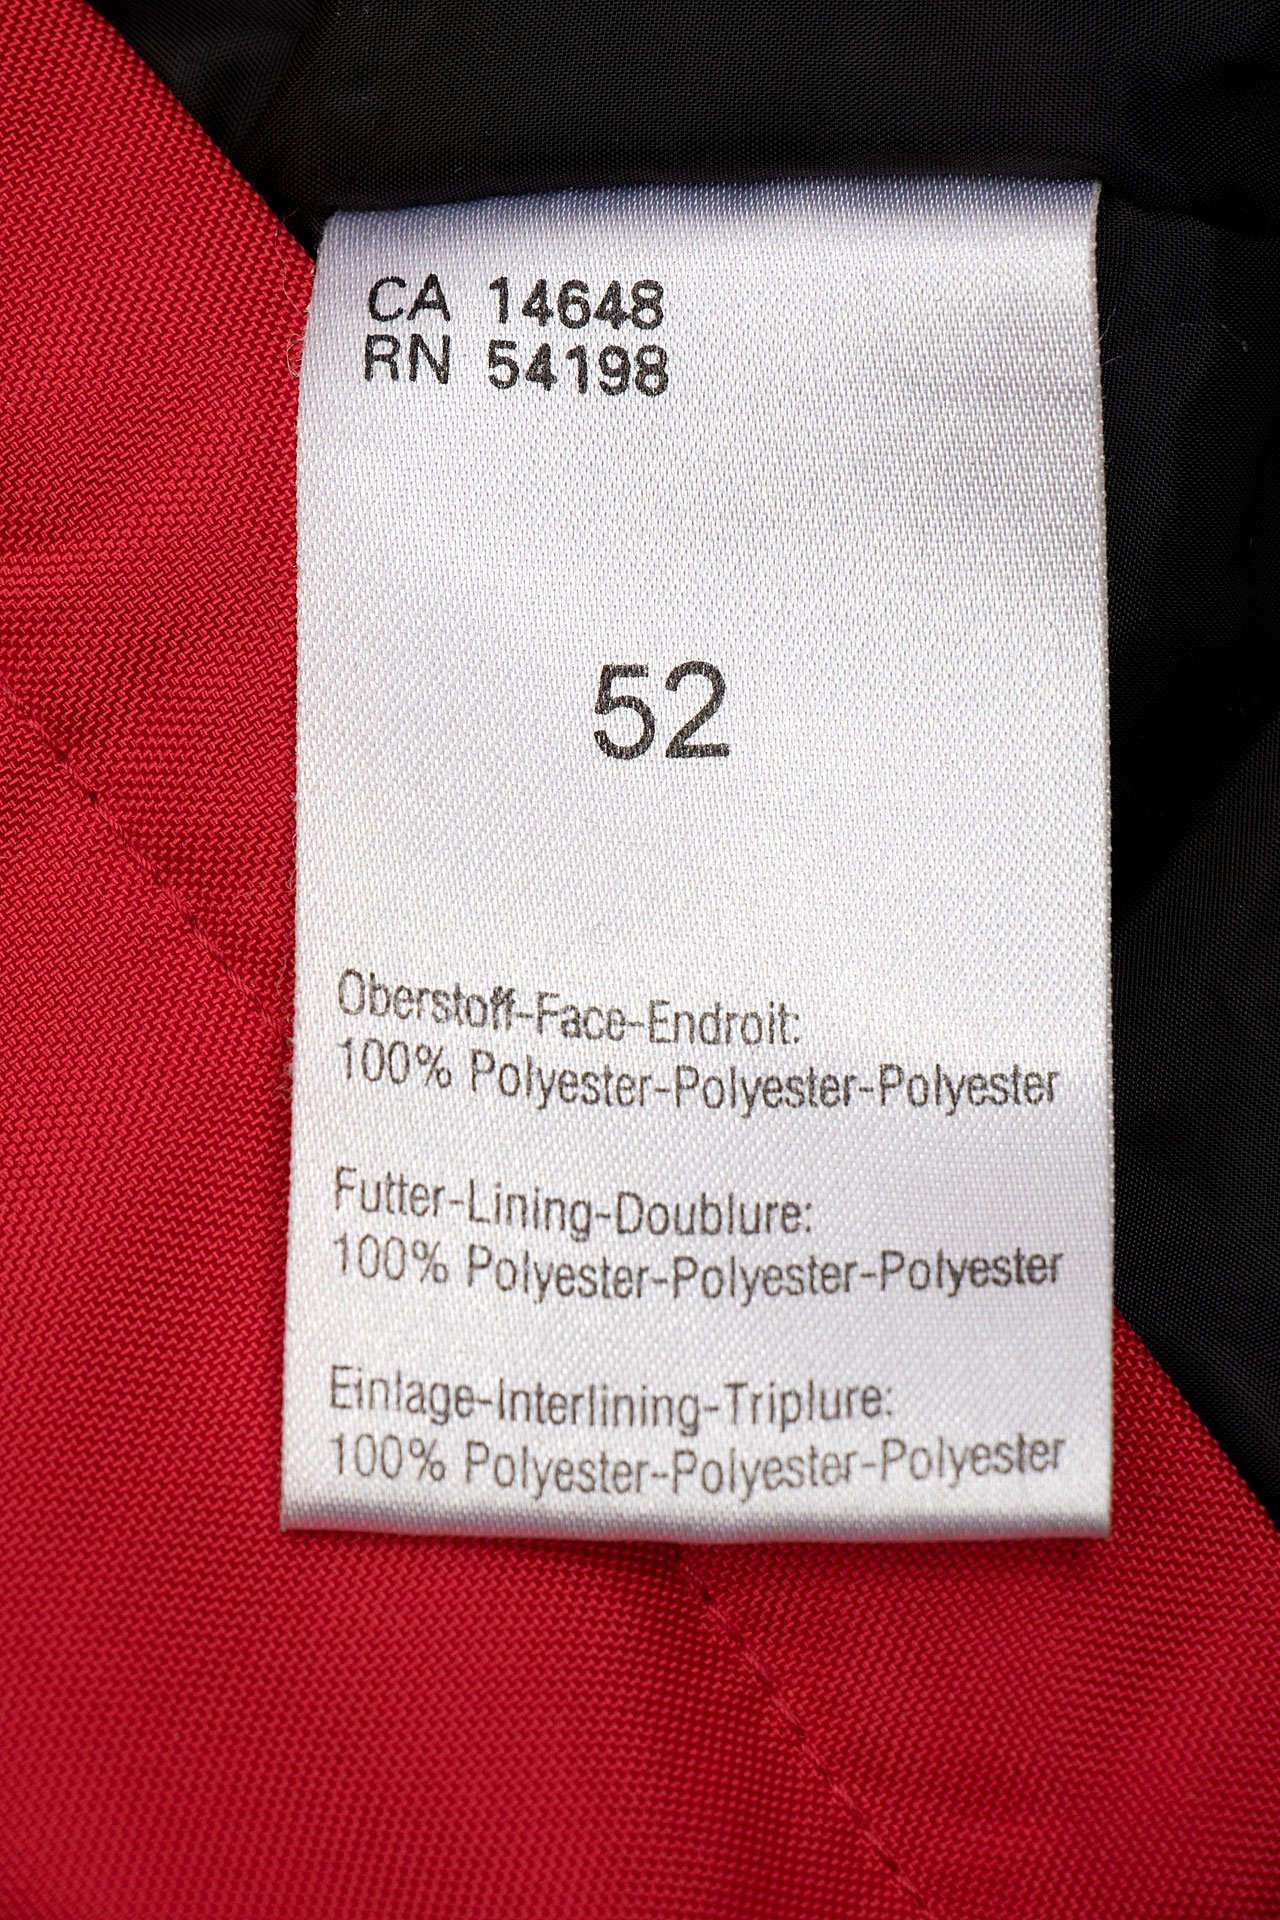 CA 14648
RN 54198
52
Oberstoff-Face-Endroit:
100% Polyester-Polyester-Polyester
Futter-Lining-Doublure:
100% Polyester-Polyester-Polyester
Einlage-Interlining-Triplure:
100% Polyester-Polyester-Polyester